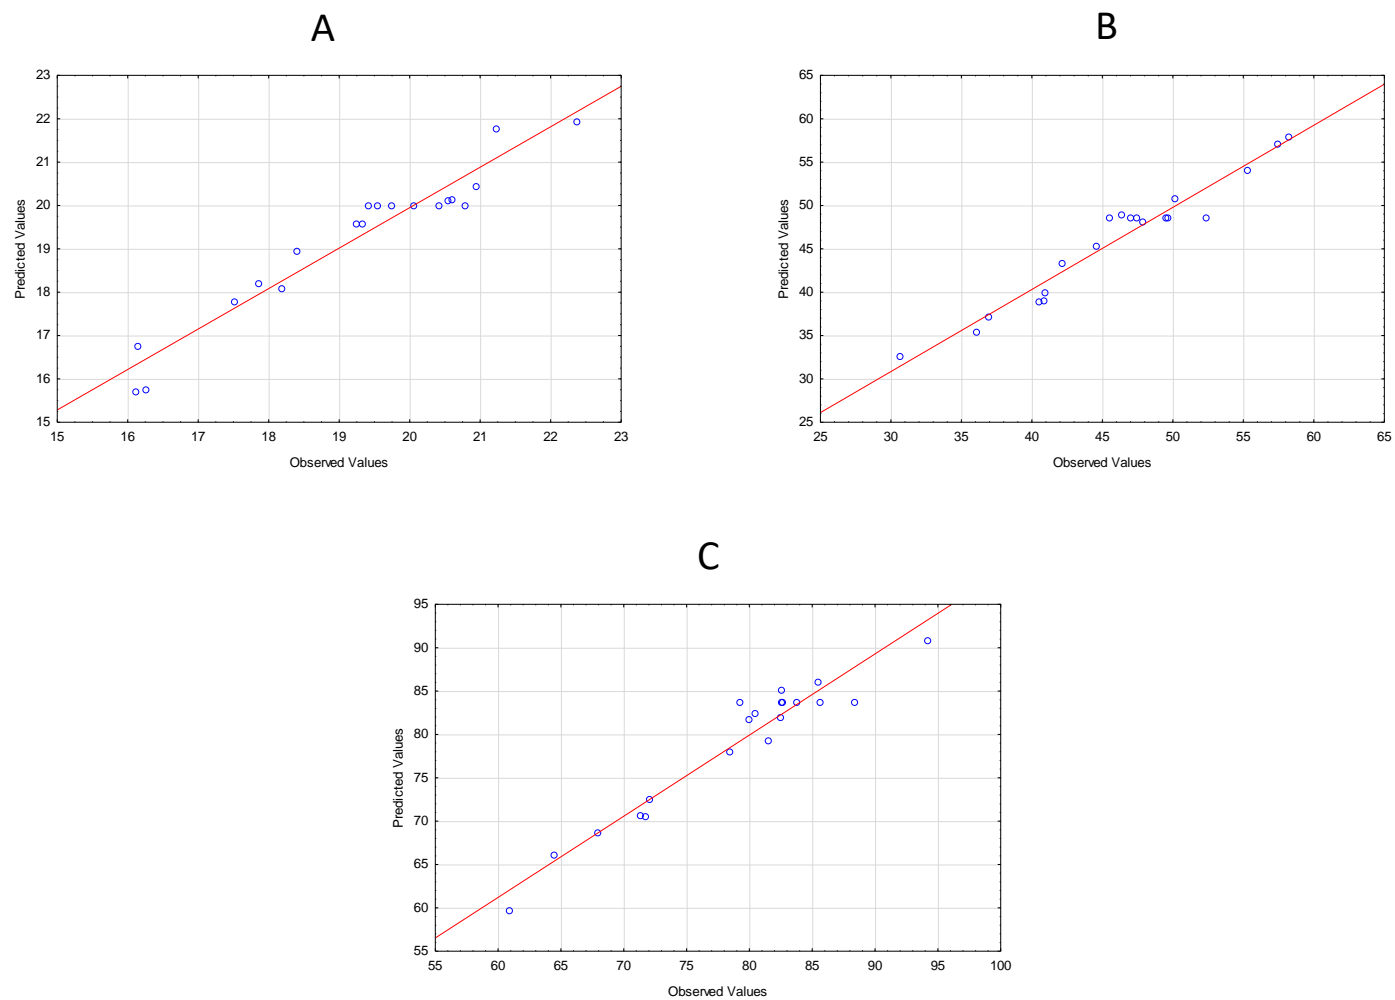 A
B
23
22
21
20
19
18
17
16
15
Predicted Values
15 16 17 18 19 20 21 22 23
Observed Values
65
60
55
50
45
40
35
30
25
Predicted Values
25 30 35 40 45 50 55 60 65
Observed Values
C
95
90
85
80
75
70
65
60
55
Predicted Values
55 60 65 70 75 80 85 90 95 100
Observed Values